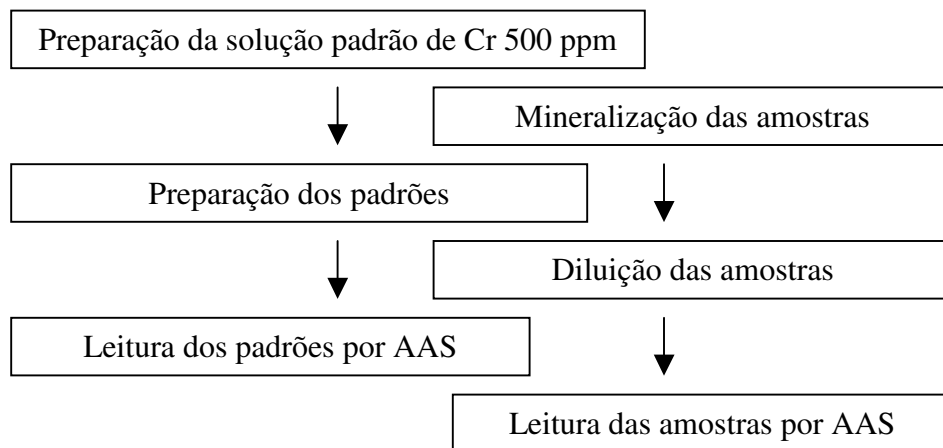 Preparação da solução padrão de Cr 500 ppm
Mineralização das amostras
Preparação dos padrões
Diluição das amostras
Leitura dos padrões por AAS
Leitura das amostras por AAS